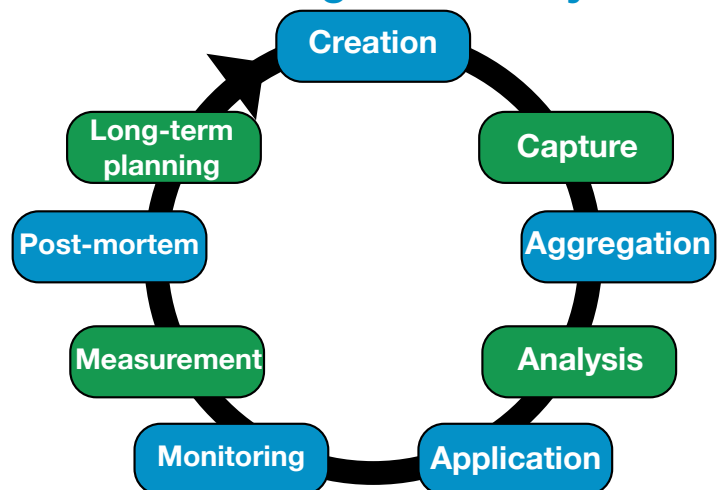 Creation
Capture
Aggregation
Analysis
Application
Monitoring
Measurement
Post-mortem
Long-term
planning